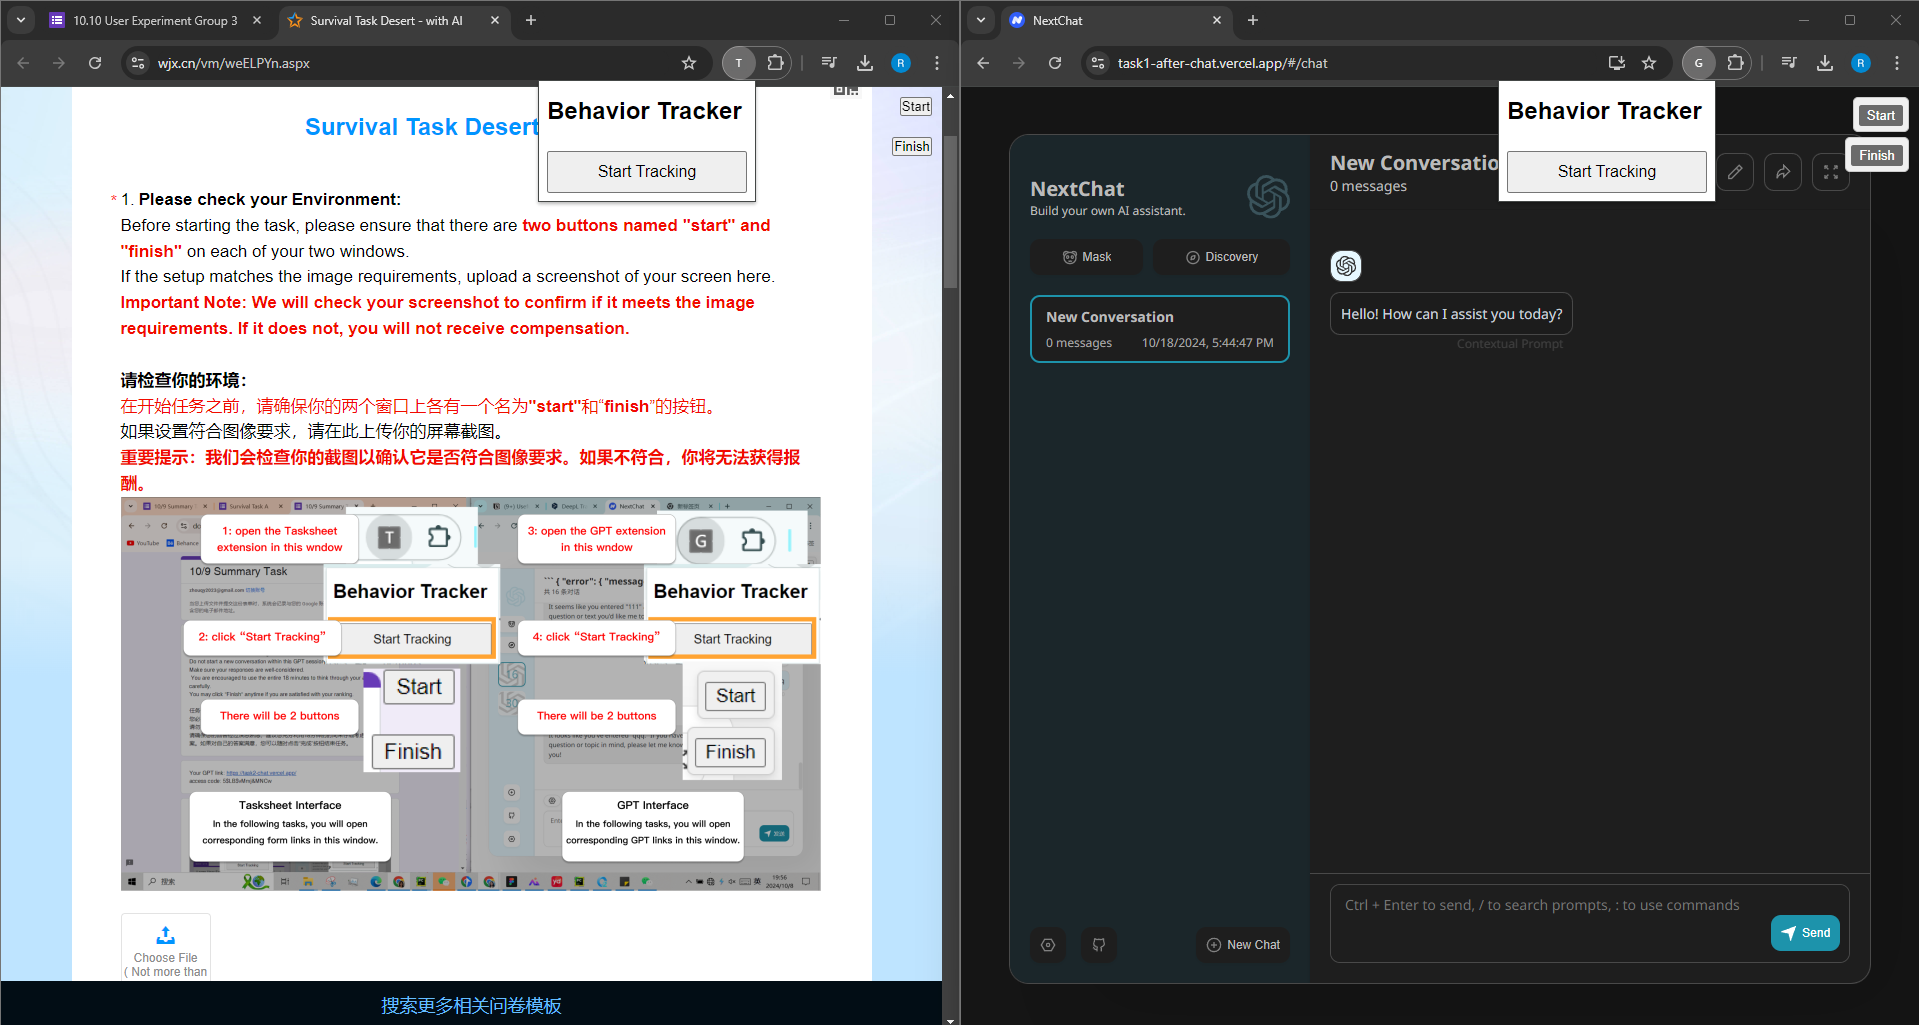 10.10 User Experiment Group 3
Survival Task Desert - with AI
wjx.cn/vm/weELPYn.aspx
T
R
Survival Task Desert
Behavior Tracker
Start Tracking
Start
Finish
* 1. Please check your Environment:
Before starting the task, please ensure that there are two buttons named "start" and
"finish" on each of your two windows.
If the setup matches the image requirements, upload a screenshot of your screen here.
Important Note: We will check your screenshot to confirm if it meets the image
requirements. If it does not, you will not receive compensation.
请检查你的环境：
在开始任务之前，请确保你的两个窗口上各有一个名为"start"和“finish”的按钮。
如果设置符合图像要求，请在此上传你的屏幕截图。
重要提示：我们会检查你的截图以确认它是否符合图像要求。如果不符合，你将无法获得报
酬。
1: open the Tasksheet
extension in this wndow
T
3: open the GPT extension
in this wndow
G
YouTube
10/9 Summary Task
Behavior Tracker
Behavior Tracker
2: click “Start Tracking”
Start Tracking
4: click “Start Tracking”
Start Tracking
Start
Start
There will be 2 buttons
There will be 2 buttons
Finish
Finish
Tasksheet Interface
In the following tasks, you will open
corresponding form links in this window.
GPT Interface
In the following tasks, you will open
corresponding GPT links in this window.
19:56
2024/10/8
Choose File
( Not more than
搜索更多相关问卷模板
NextChat
task1-after-chat.vercel.app/#/chat
G
R
Behavior Tracker
Start Tracking
Start
Finish
NextChat
Build your own AI assistant.
Mask
Discovery
New Conversation
0 messages
10/18/2024, 5:44:47 PM
New Chat
New Conversatio
0 messages
Hello! How can I assist you today?
Contextual Prompt
Ctrl + Enter to send, / to search prompts, : to use commands
Send